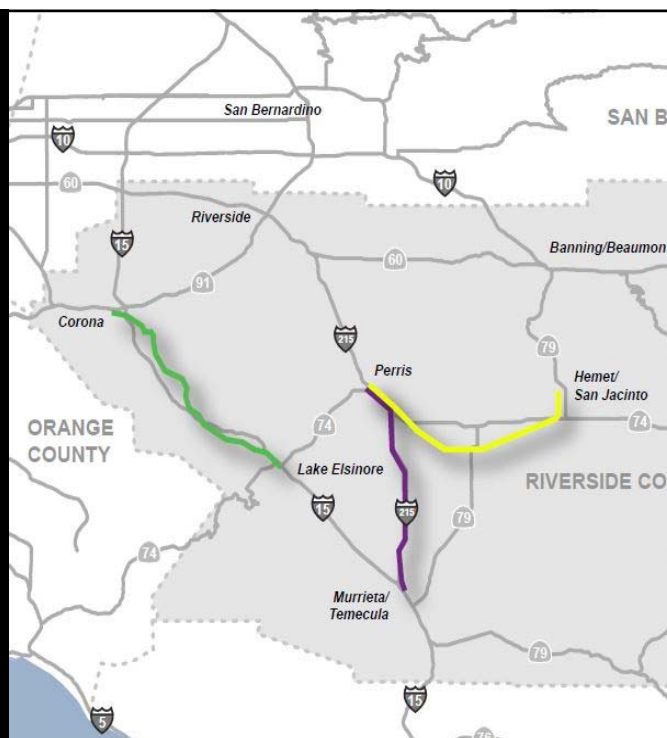 San Bernardino
SAN B
10
60
10
Riverside
15
Banning/Beaumon
60
91
Corona
215
79
Perris
Hemet/
San Jacinto
74
74
ORANGE
COUNTY
Lake Elsinore
RIVERSIDE CO
15
215
79
74
Murrieta/
Temecula
79
15
5
76